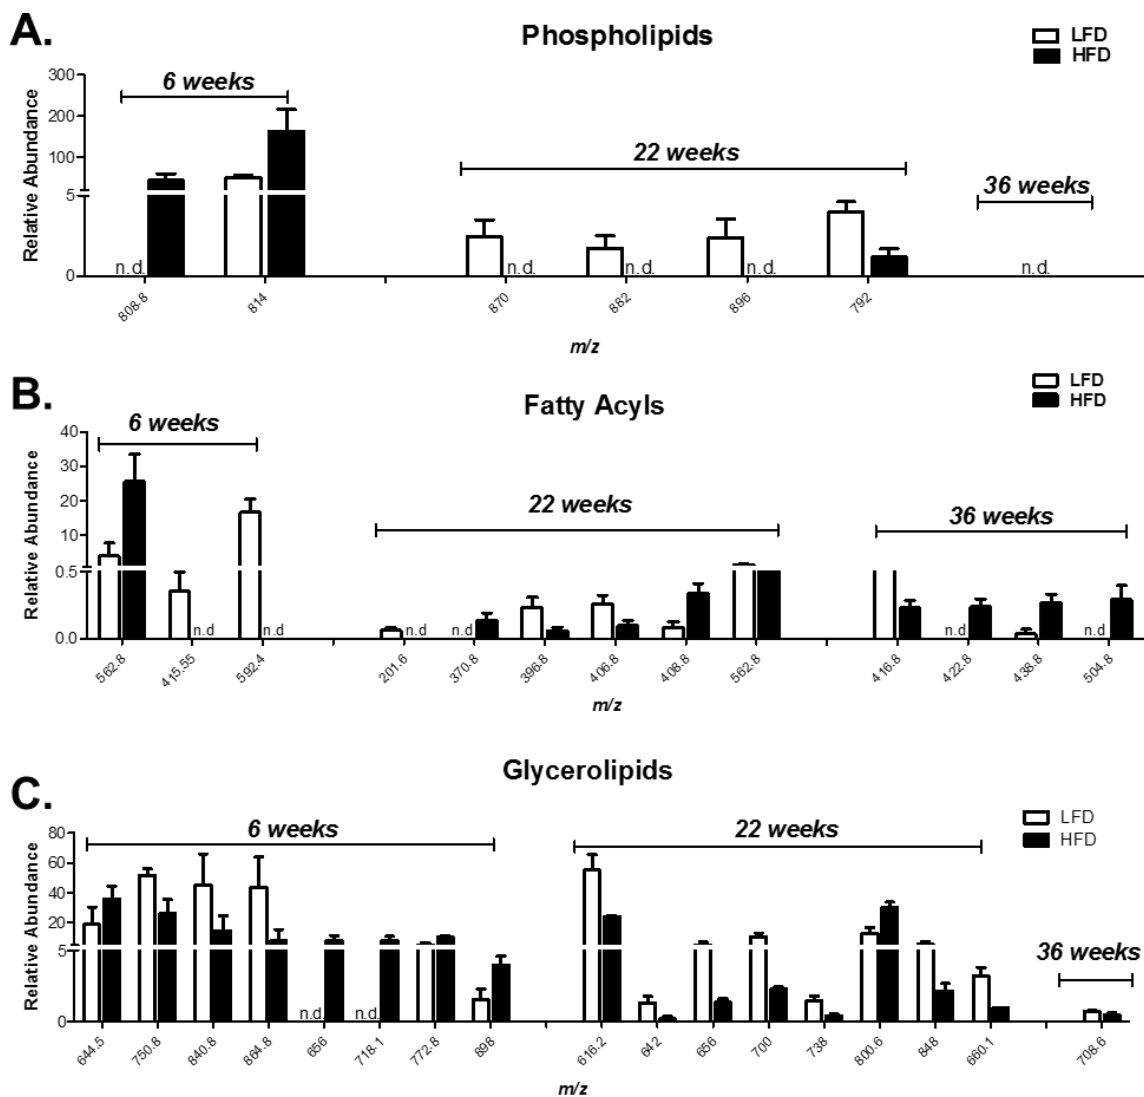 A.
Phospholipids
LFD
HFD
Relative Abundance
300
200
100
5
0
6 weeks
22 weeks
36 weeks
n.d.
n.d.
n.d.
n.d.
n.d.
808.8
814
870
882
896
792
m/z
B.
Fatty Acyls
LFD
HFD
Relative Abundance
40
30
20
10
0.5
0.0
6 weeks
22 weeks
36 weeks
n.d
n.d
n.d
n.d
n.d
n.d
562.8
415.55
592.4
201.6
370.8
396.8
406.8
408.8
562.8
416.8
422.8
438.8
504.8
m/z
C.
Glycerolipids
LFD
HFD
Relative Abundance
80
60
40
20
5
0
6 weeks
22 weeks
36 weeks
n.d.
n.d.
644.5
750.8
840.8
864.8
656
718.1
772.8
898
616.2
642
656
700
738
800.6
848
660.1
708.6
m/z